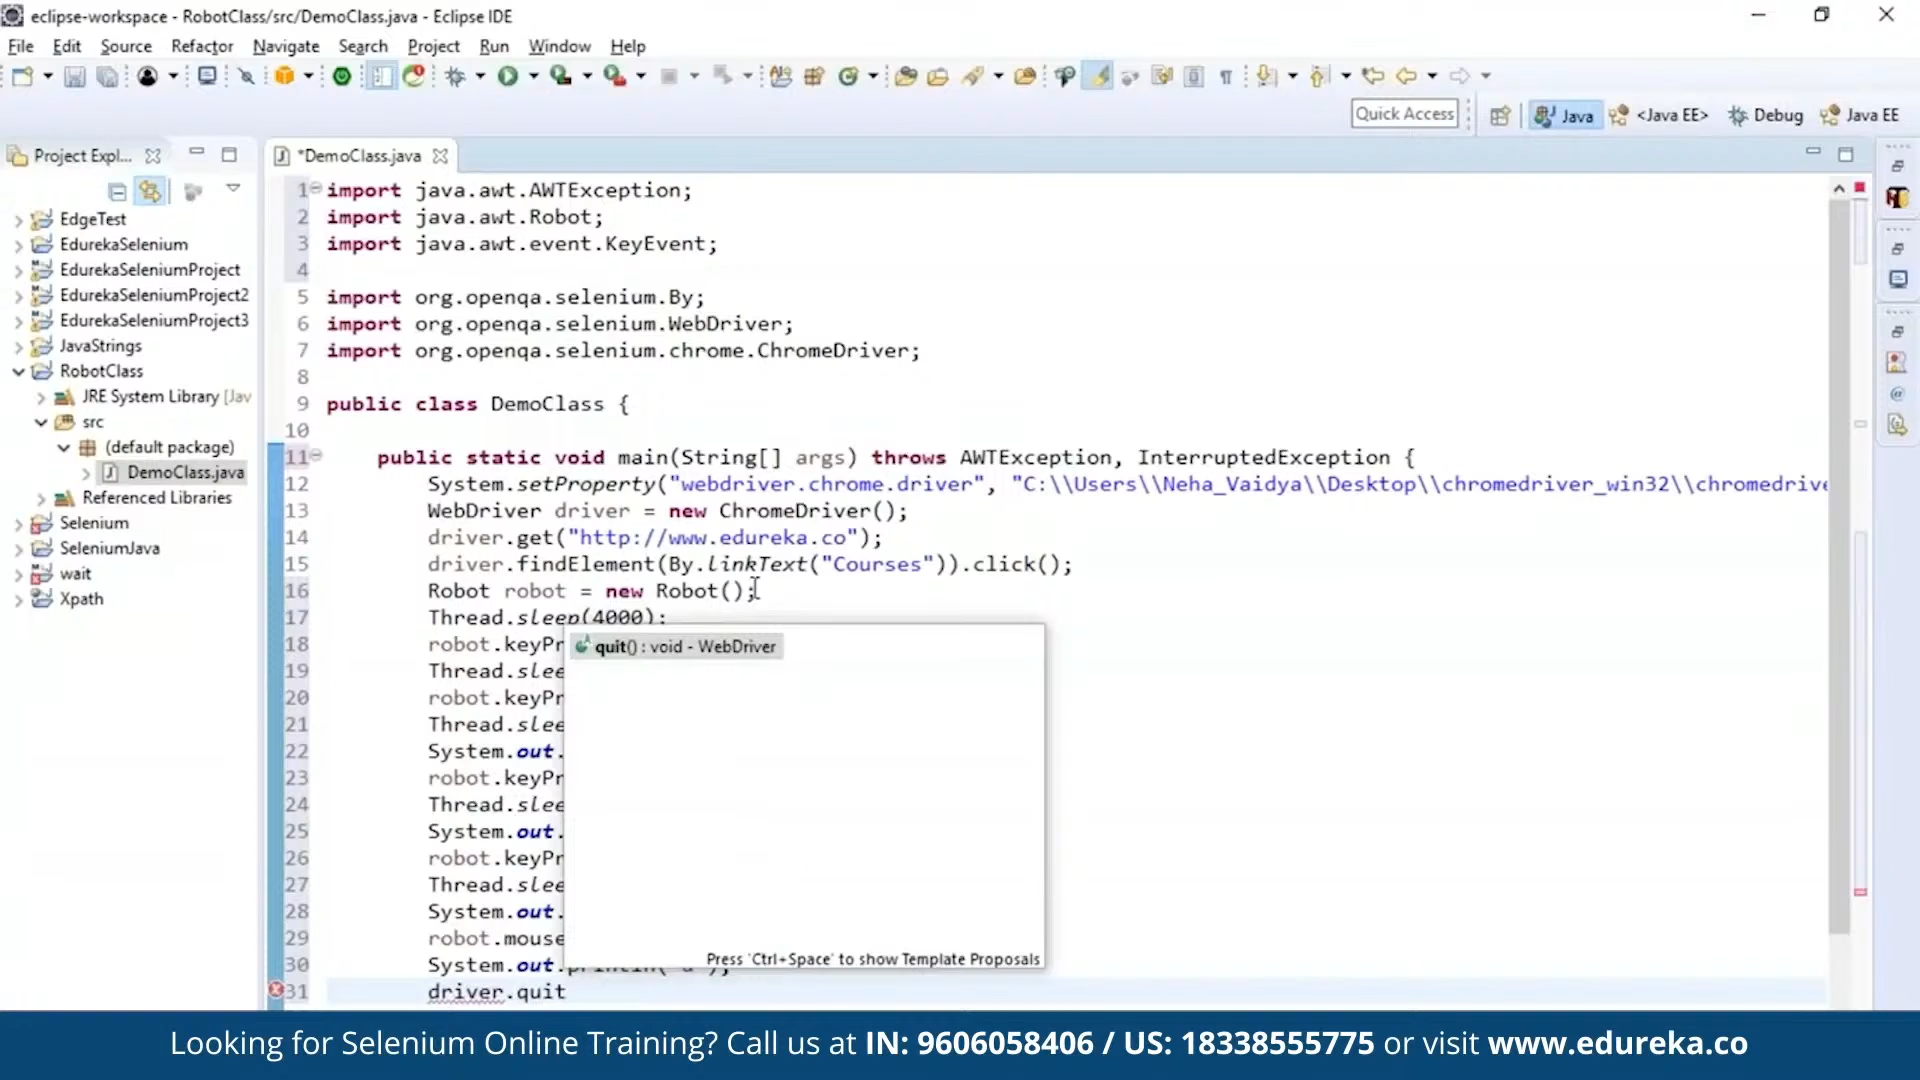 eclipse-workspace - RobotClass/src/DemoClass.java - Eclipse IDE
File Edit Source Refactor Navigate Search Project Run Window Help
Quick Access
Java <Java EE> Debug Java EE
Project Expl...
*DemoClass.java
EdgeTest
EdurekaSelenium
EdurekaSeleniumProject
EdurekaSeleniumProject2
EdurekaSeleniumProject3
JavaStrings
RobotClass
JRE System Library [Jav
src
(default package)
DemoClass.java
Referenced Libraries
Selenium
SeleniumJava
wait
Xpath
1 import java.awt.AWTException;
2 import java.awt.Robot;
3 import java.awt.event.KeyEvent;
4
5 import org.openqa.selenium.By;
6 import org.openqa.selenium.WebDriver;
7 import org.openqa.selenium.chrome.ChromeDriver;
8
9 public class DemoClass {
10
11 public static void main(String[] args) throws AWTException, InterruptedException {
12 System.setProperty("webdriver.chrome.driver", "C:\\Users\\Neha_Vaidya\\Desktop\\chromedriver_win32\\chromedrive
13 WebDriver driver = new ChromeDriver();
14 driver.get("http://www.edureka.co");
15 driver.findElement(By.linkText("Courses")).click();
16 Robot robot = new Robot();
17 Thread.sleep(4000);
18 robot.keyPr
19 Thread.slee
20 robot.keyPr
21 Thread.slee
22 System.out.
23 robot.keyPr
24 Thread.slee
25 System.out.
26 robot.keyPr
27 Thread.slee
28 System.out.
29 robot.mouse
30 System.out.
31 driver.quit
quit() : void - WebDriver
Press 'Ctrl+Space' to show Template Proposals
Looking for Selenium Online Training? Call us at IN: 9606058406 / US: 18338555775 or visit www.edureka.co